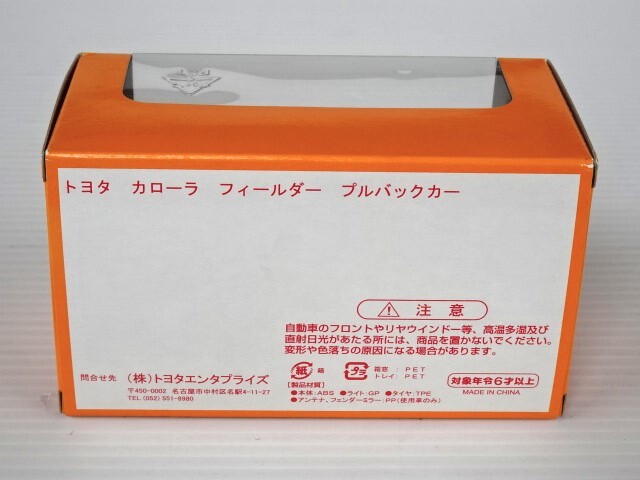 トヨタ カローラ フィールダー プルバックカー
⚠ 注意
自動車のフロントやリヤウインドー等、高温多湿及び
直射日光があたる所には、商品を置かないでください。
変形や色落ちの原因になる場合があります。
紙 プラ 箱窓:PET
トレイ:PET
対象年令6才以上
MADE IN CHINA
【製品材質】
●本体:ABS ●ライト:GP ●タイヤ:TPE
●アンテナ、フェンダーミラー:PP(使用車のみ)
問合せ先 (株)トヨタエンタプライズ
〒450-0002 名古屋市中村区名駅4-11-27
TEL (052) 551-8980